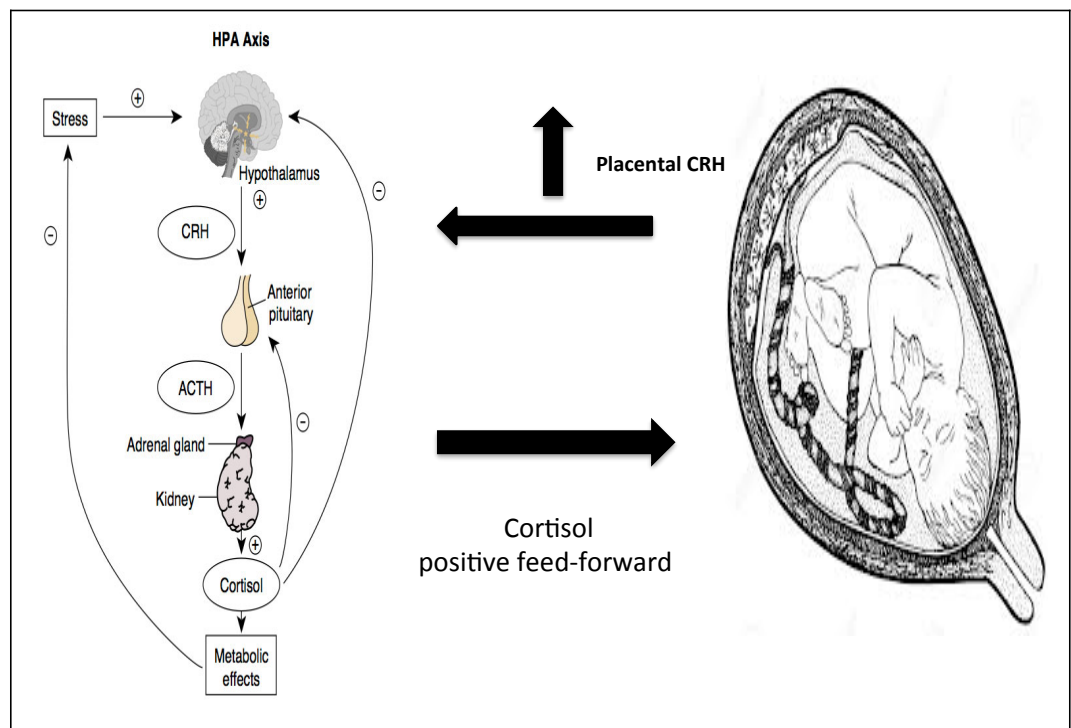 HPA Axis
+
Stress
Hypothalamus
+
-
-
CRH
Anterior
pituitary
ACTH
-
Adrenal gland
Kidney
+
Cortisol
Metabolic
effects
Placental CRH
Cortisol
positive feed-forward